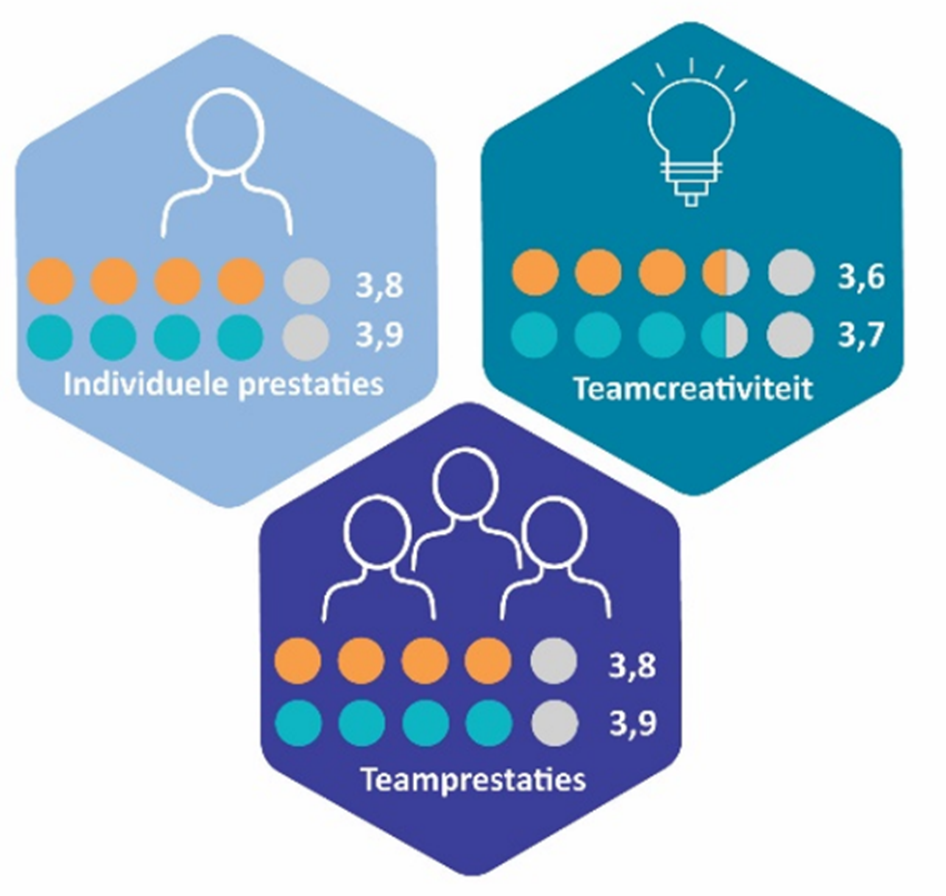 3,8
3,9
Individuele prestaties
3,6
3,7
Teamcreativiteit
3,8
3,9
Teamprestaties